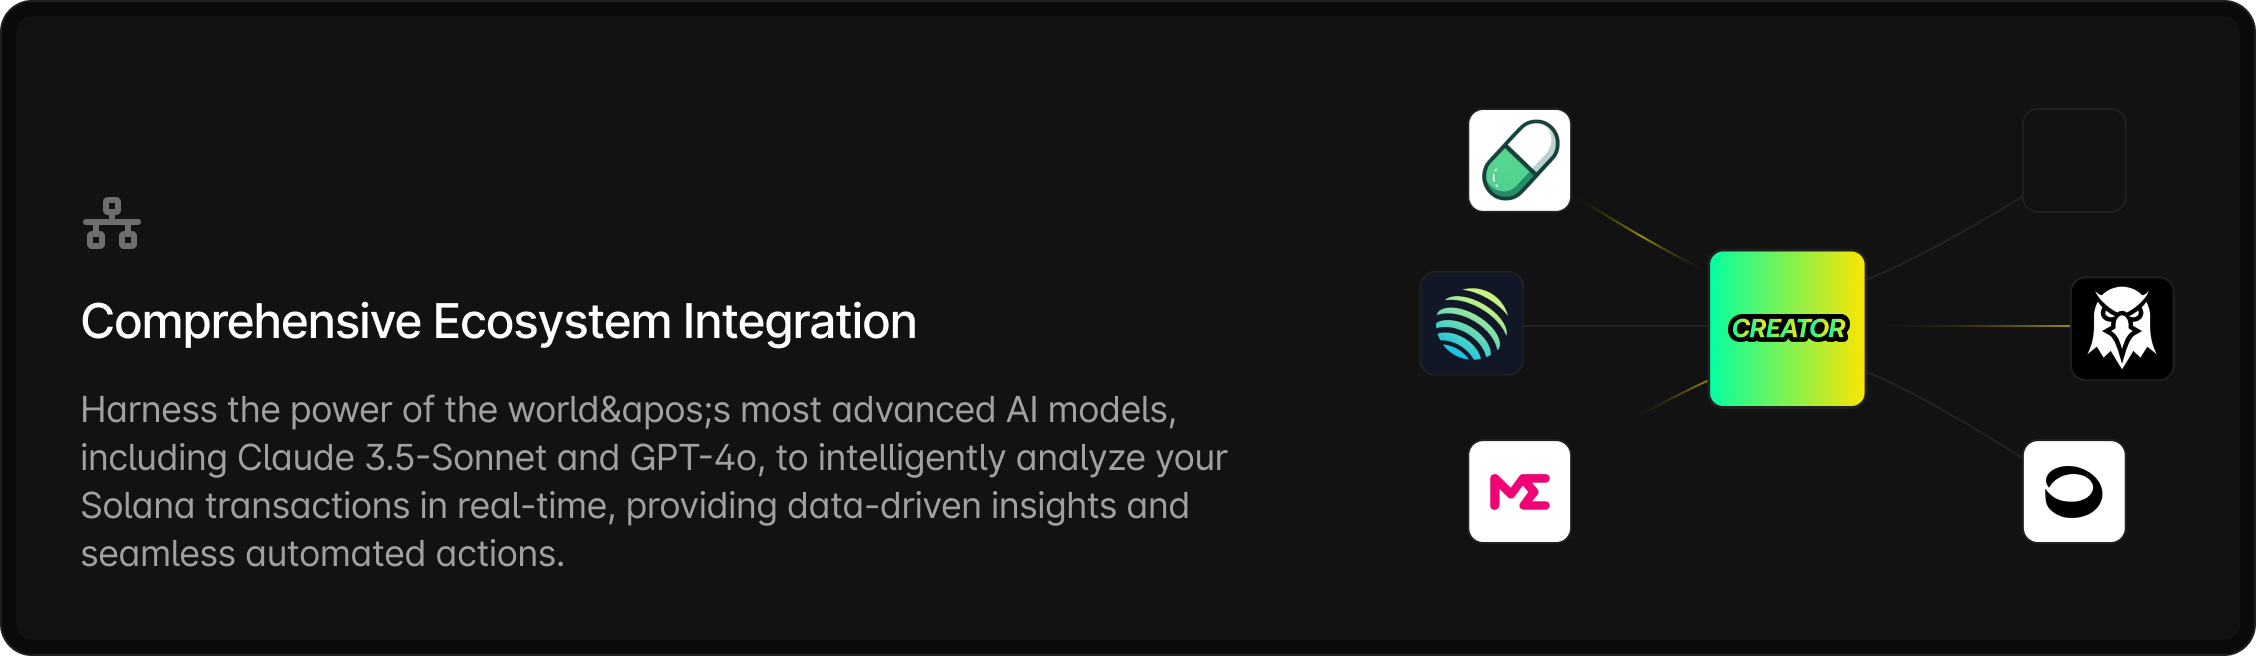 Comprehensive Ecosystem Integration
Harness the power of the world&apos;s most advanced AI models,
including Claude 3.5-Sonnet and GPT-4o, to intelligently analyze your
Solana transactions in real-time, providing data-driven insights and
seamless automated actions.
CREATOR
ME